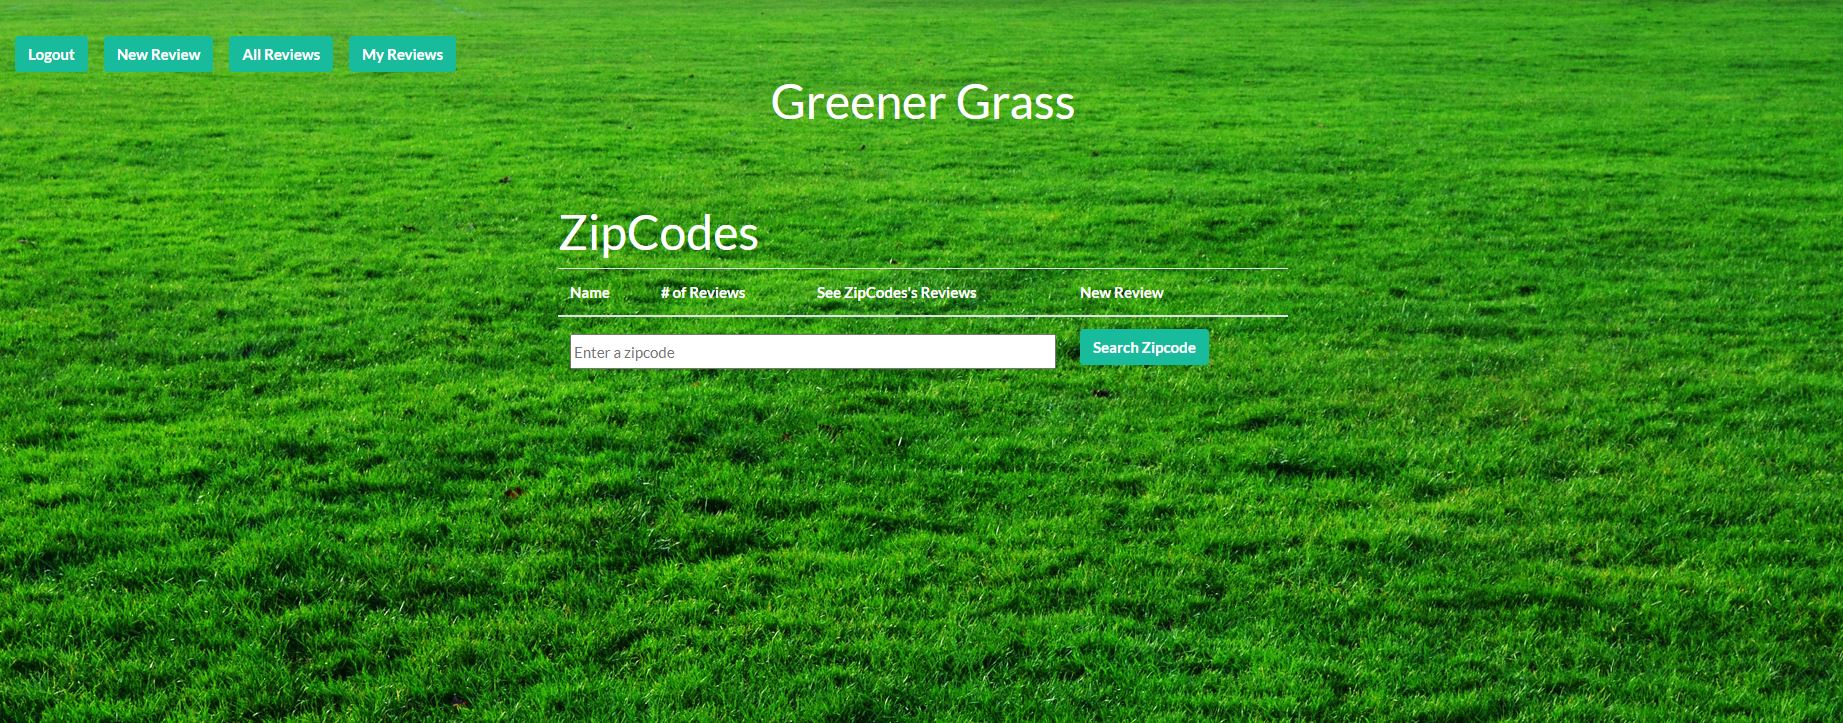 Logout New Review All Reviews My Reviews
Greener Grass
ZipCodes
Name # of Reviews See ZipCodes's Reviews New Review
Enter a zipcode Search Zipcode